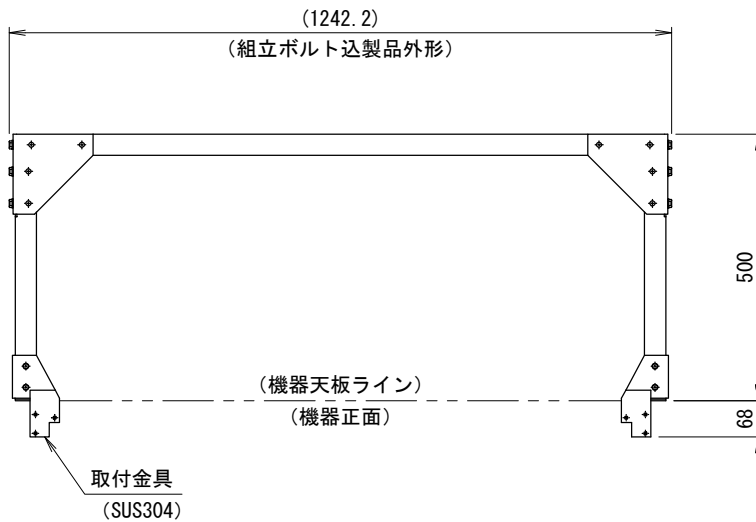 (1242.2)
(組立ボルト込製品外形)
500
(機器天板ライン)
(機器正面)
68
取付金具
(SUS304)